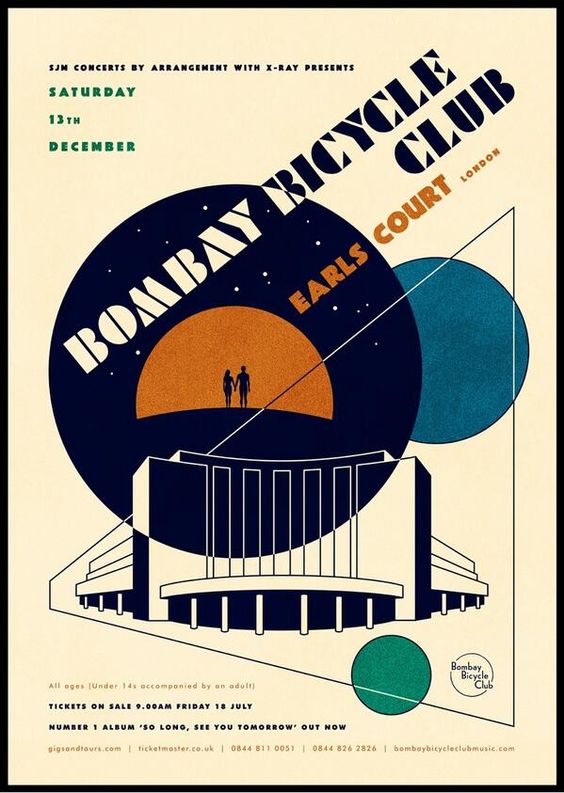 SJM CONCERTS BY ARRANGEMENT WITH X-RAY PRESENTS
SATURDAY
13TH
DECEMBER
BOMBAY BICYCLE
CLUB
EARLS COURT LONDON
Bombay
Bicycle
Club
All ages (Under 14s accompanied by an adult)
TICKETS ON SALE 9.00AM FRIDAY 18 JULY
NUMBER 1 ALBUM 'SO LONG, SEE YOU TOMORROW' OUT NOW
gigsandtours.com | ticketmaster.co.uk | 0844 811 0051 | 0844 826 2826 | bombaybicycleclubmusic.com